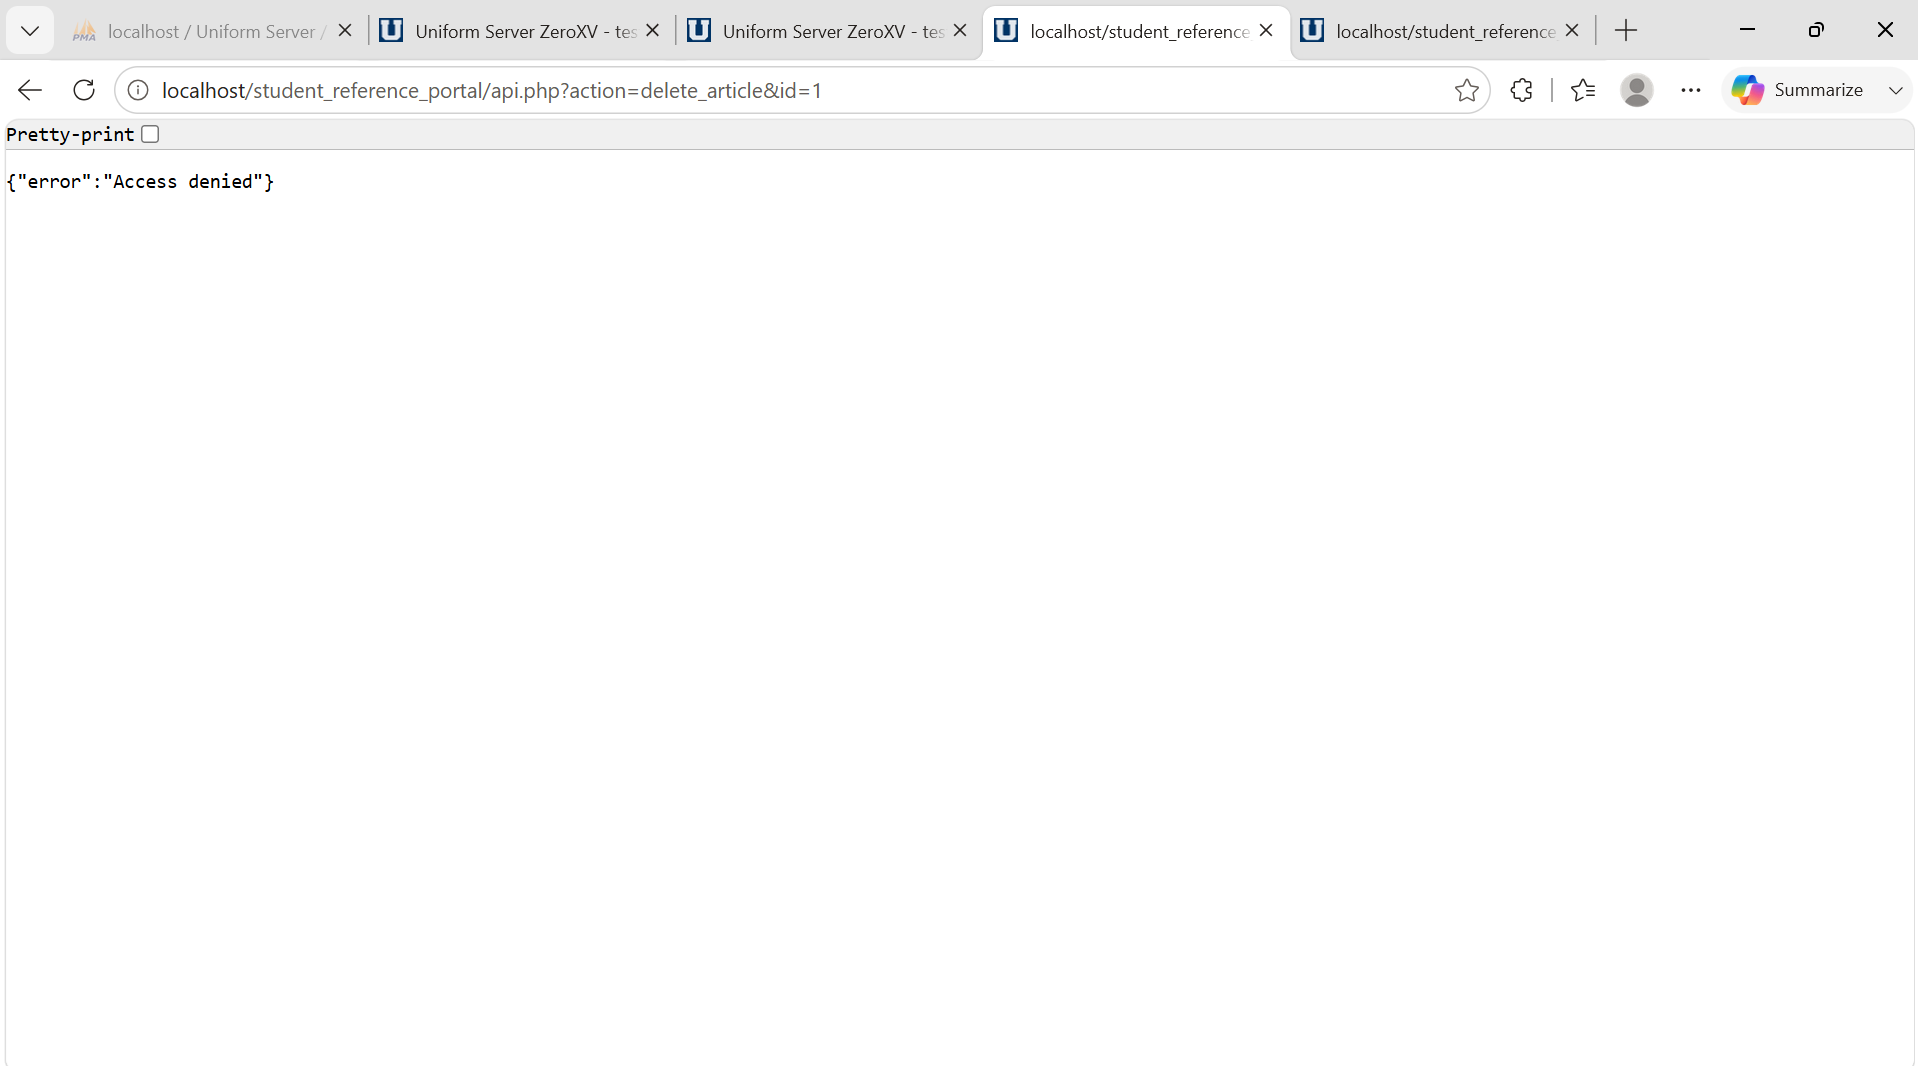 localhost / Uniform Server /
Uniform Server ZeroXV - tes
Uniform Server ZeroXV - tes
localhost/student_reference
localhost/student_reference
localhost/student_reference_portal/api.php?action=delete_article&id=1
Summarize
Pretty-print
{"error":"Access denied"}
PMA